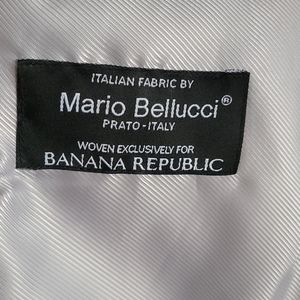 ITALIAN FABRIC BY
Mario Bellucci®
PRATO-ITALY
WOVEN EXCLUSIVELY FOR
BANANA REPUBLIC